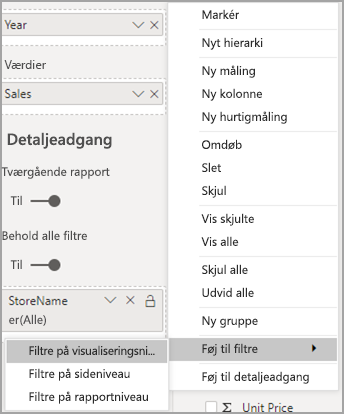 Year
Værdier
Sales
Detaljeadgang
Tværgående rapport
Til
Behold alle filtre
Til
StoreName
er(Alle)
Markér
Nyt hierarki
Ny måling
Ny kolonne
Ny hurtigmåling
Omdøb
Slet
Skjul
Vis skjulte
Vis alle
Skjul alle
Udvid alle
Ny gruppe
Føj til filtre
Føj til detaljeadgang
Filtre på visualiseringsni...
Filtre på sideniveau
Filtre på rapportniveau
Unit Price